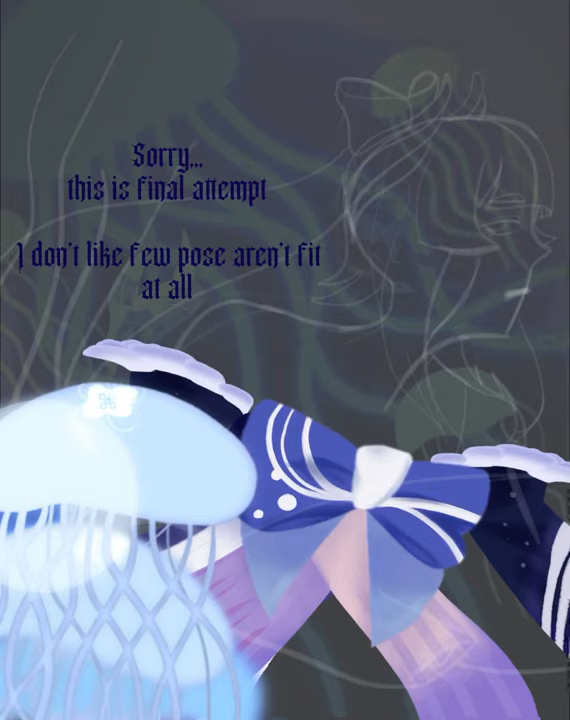 Sorry...
this is final attempt
I don't like few pose aren't fit
at all